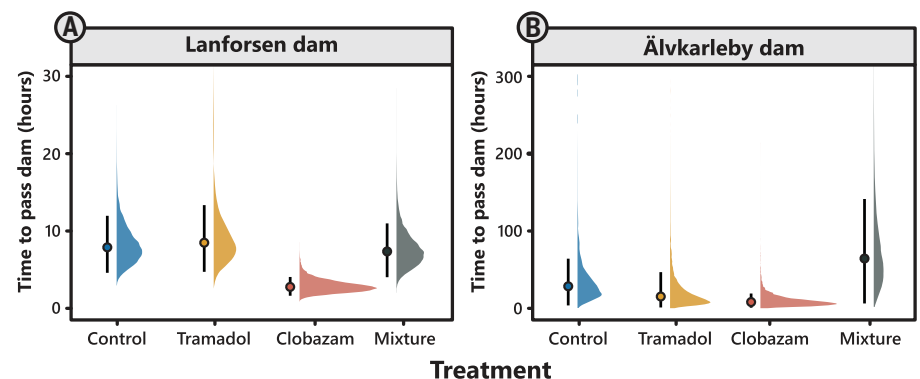 A
Lanforsen dam
Time to pass dam (hours)
30
20
10
0
Control Tramadol Clobazam Mixture
B
Älvkarleby dam
Time to pass dam (hours)
300
200
100
0
Control Tramadol Clobazam Mixture
Treatment